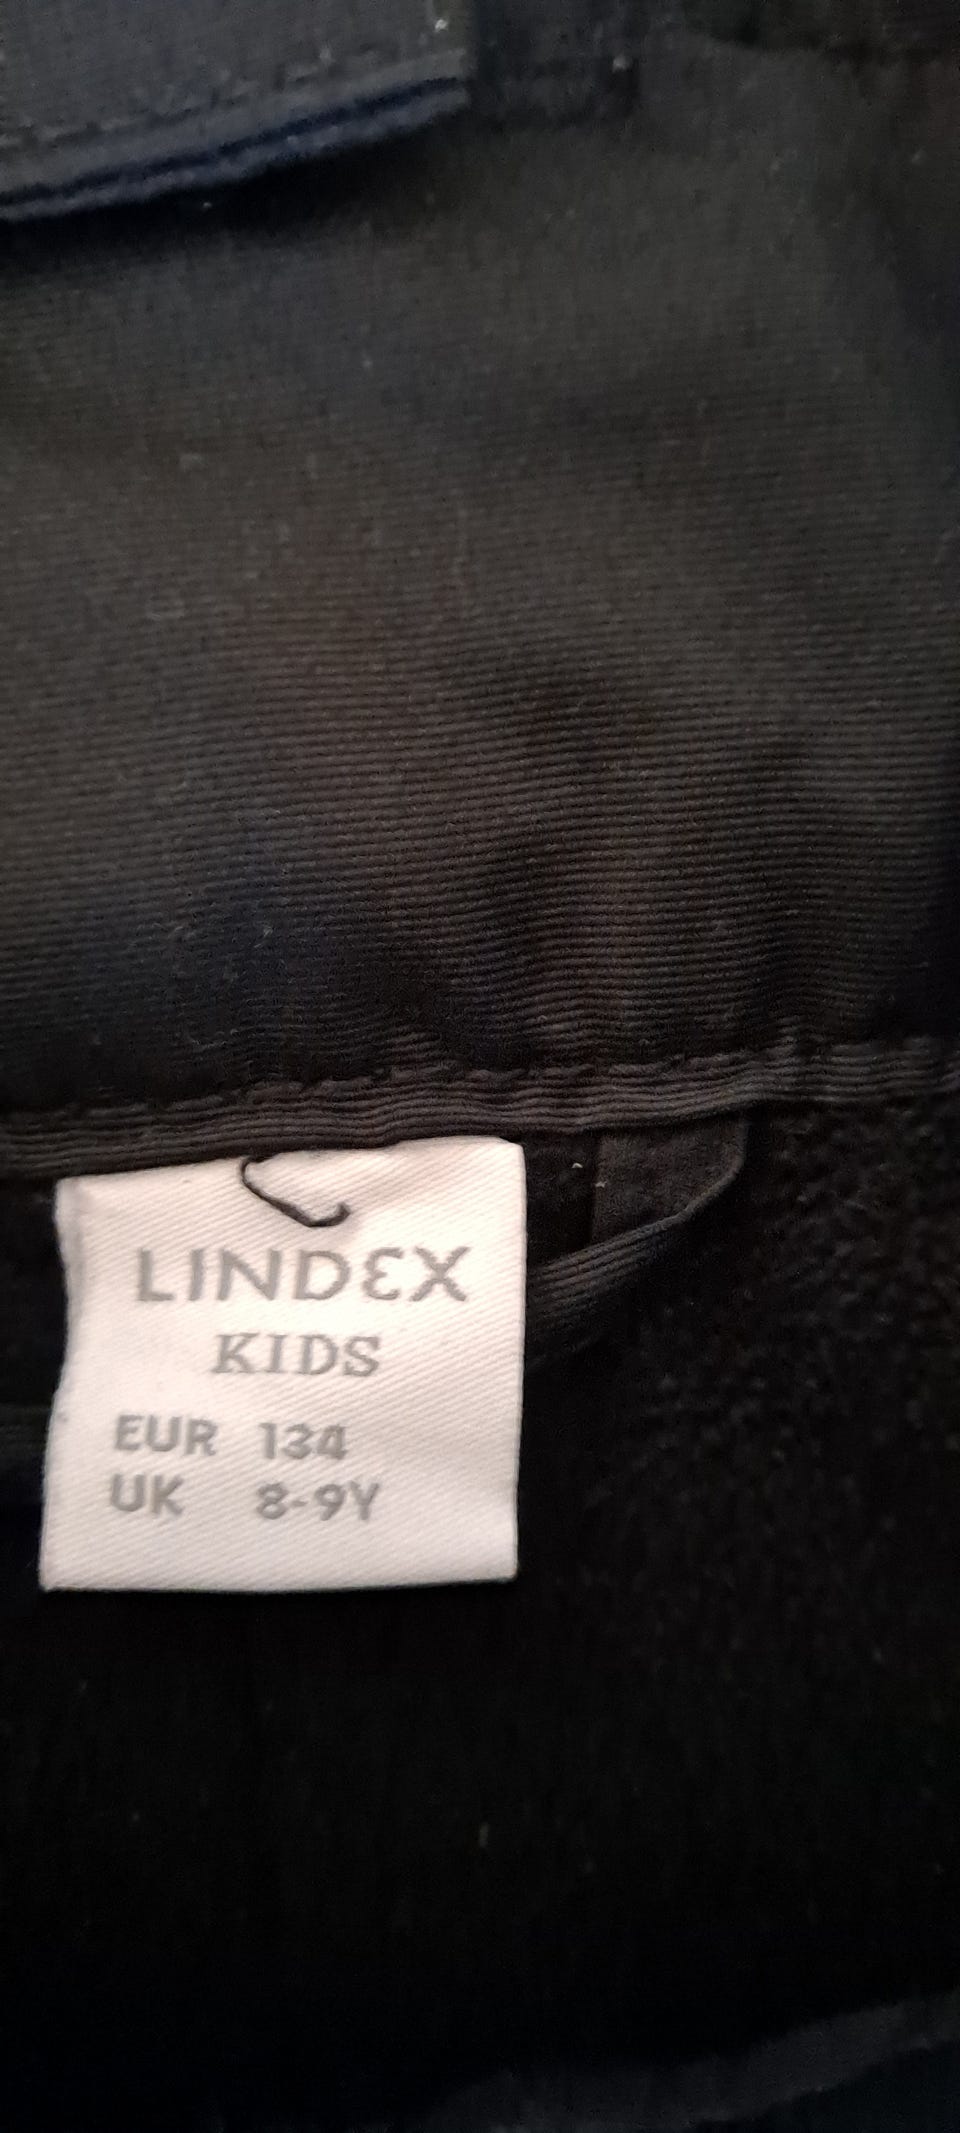 LINDEX
KIDS
EUR 134
UK 8-9Y